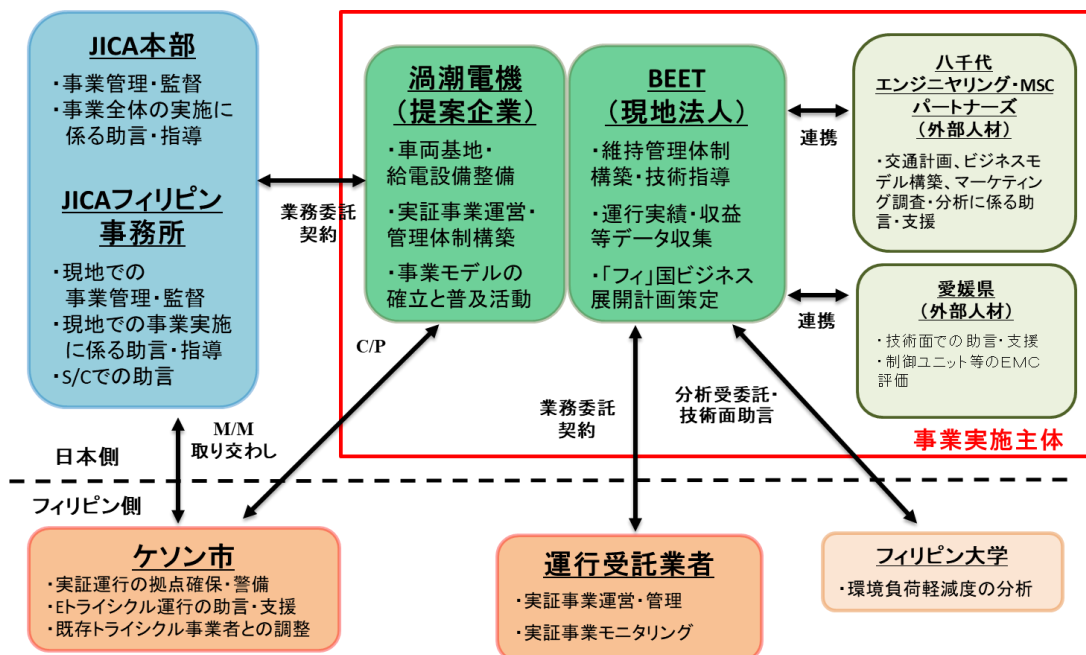 JICA本部
・事業管理・監督
・事業全体の実施に
係る助言・指導
JICAフィリピン
事務所
・現地での
事業管理・監督
・現地での事業実施
に係る助言・指導
・S/Cでの助言
業務委託
契約
渦潮電機
（提案企業）
・車両基地・
給電設備整備
・実証事業運営・
管理体制構築
・事業モデルの
確立と普及活動
BEET
（現地法人）
・維持管理体制
構築・技術指導
・運行実績・収益
等データ収集
・「フィ」国ビジネス
展開計画策定
連携
八千代
エンジニヤリング・MSC
パートナーズ
（外部人材）
・交通計画、ビジネスモ
デル構築、マーケティン
グ調査・分析に係る助
言・支援
連携
愛媛県
（外部人材）
・技術面での助言・支援
・制御ユニット等のEMC
評価
事業実施主体
C/P
M/M
取り交わし
業務委託
契約
分析受委託・
技術面助言
日本側
フィリピン側
ケソン市
・実証運行の拠点確保・警備
・Eトライシクル運行の助言・支援
・既存トライシクル事業者との調整
運行受託業者
・実証事業運営・管理
・実証事業モニタリング
フィリピン大学
・環境負荷軽減度の分析